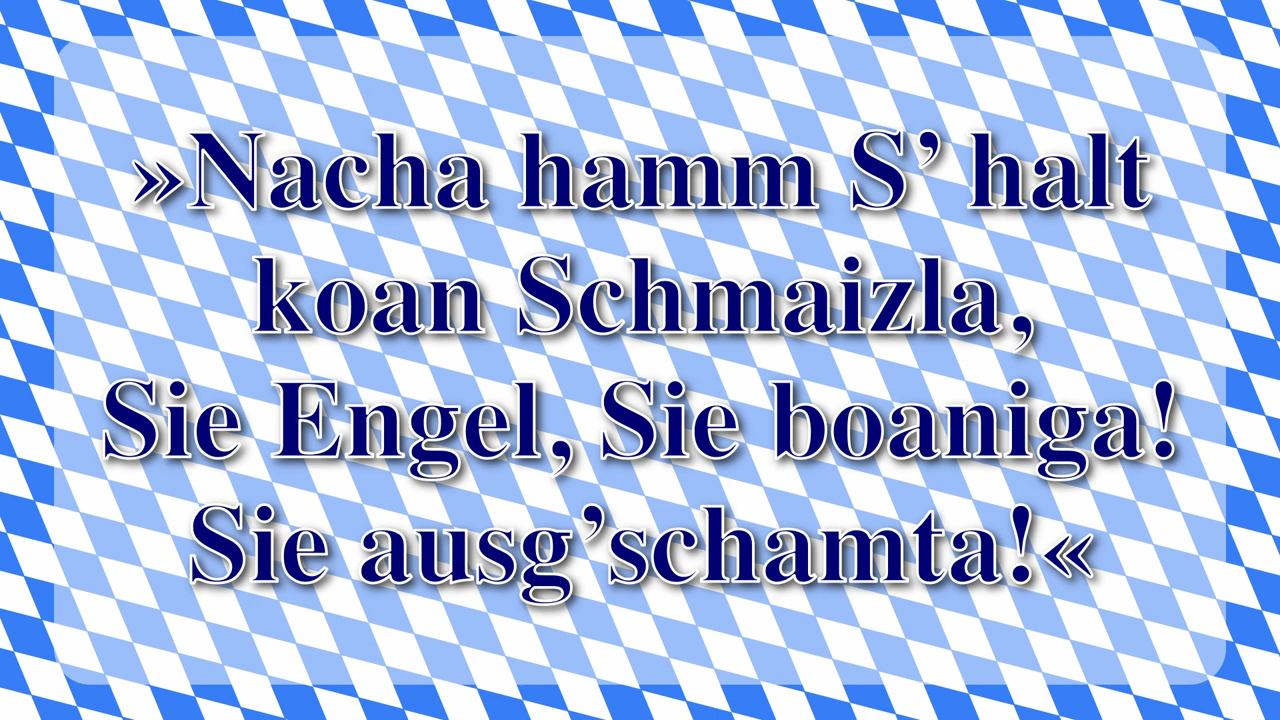 »Nacha hamm S’ halt
koan Schmaizla,
Sie Engel, Sie boaniga!
Sie ausg’schamta!«